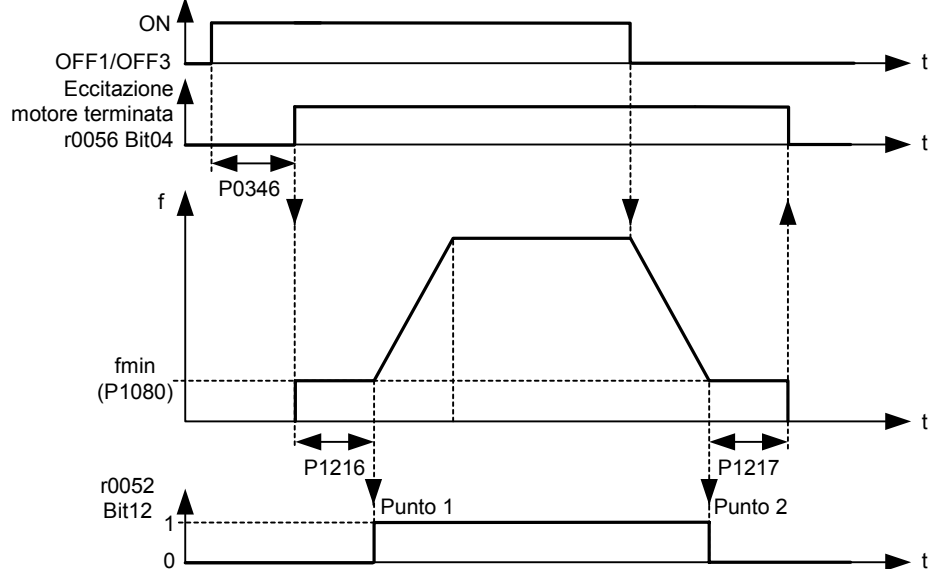 ON
OFF1/OFF3
t
Eccitazione
motore terminata
r0056 Bit04
t
P0346
f
fmin
(P1080)
t
P1216
P1217
r0052
Bit12
Punto 1
Punto 2
1
0
t